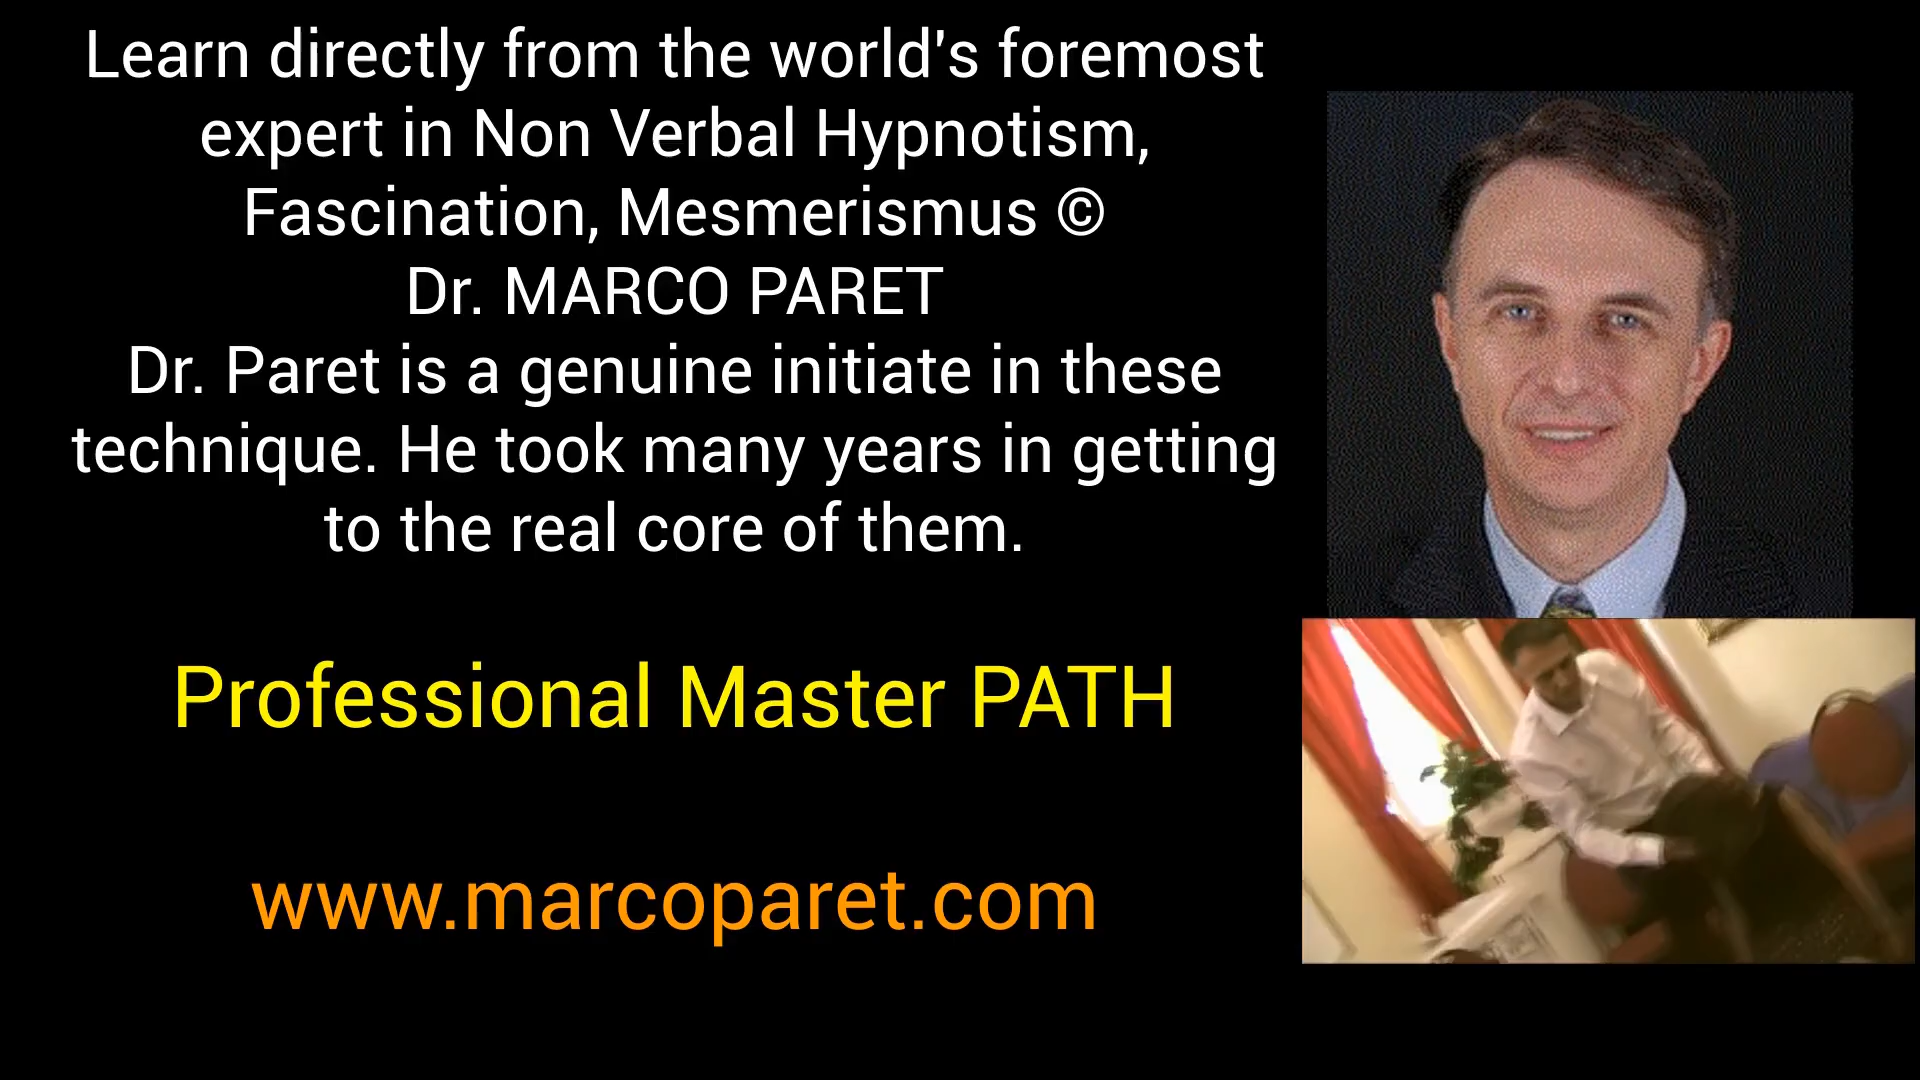 Learn directly from the world's foremost
expert in Non Verbal Hypnotism,
Fascination, Mesmerismus ©
Dr. MARCO PARET
Dr. Paret is a genuine initiate in these
technique. He took many years in getting
to the real core of them.
Professional Master PATH
www.marcoparet.com